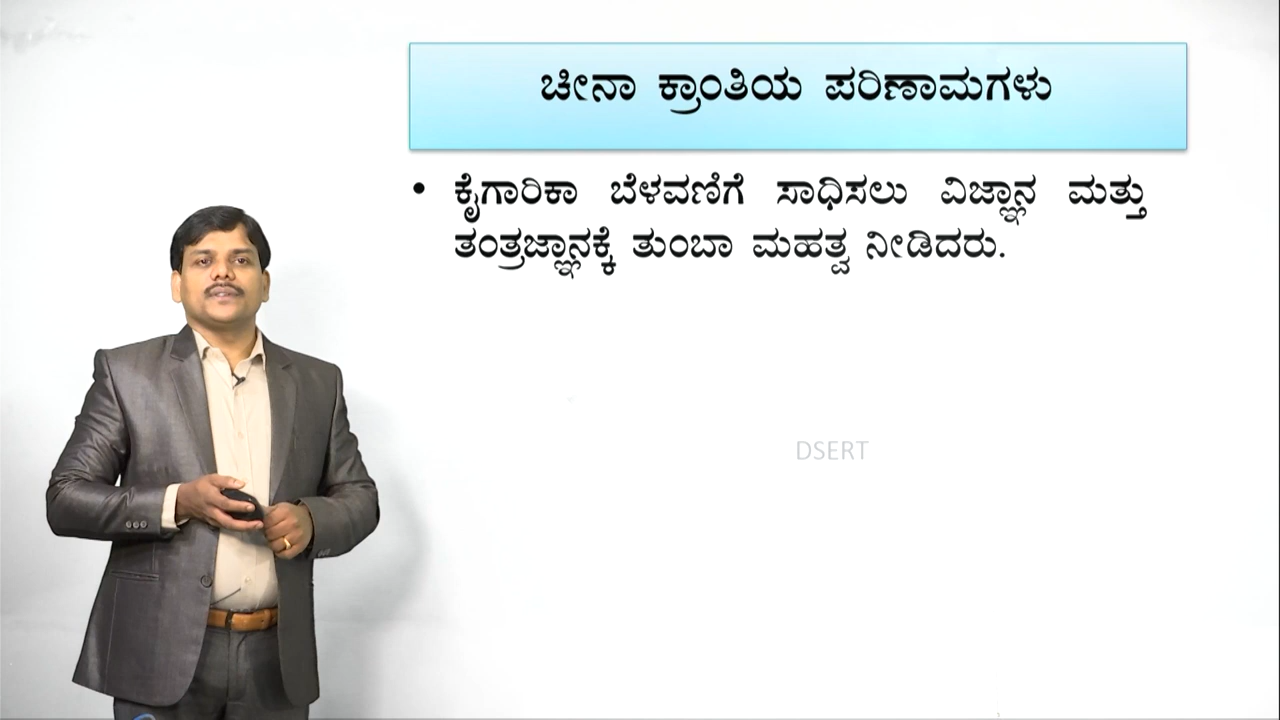 ಚೀನಾ ಕ್ರಾಂತಿಯ ಪರಿಣಾಮಗಳು
• ಕೈಗಾರಿಕಾ ಬೆಳವಣಿಗೆ ಸಾಧಿಸಲು ವಿಜ್ಞಾನ ಮತ್ತು
ತಂತ್ರಜ್ಞಾನಕ್ಕೆ ತುಂಬಾ ಮಹತ್ವ ನೀಡಿದರು.
DSERT